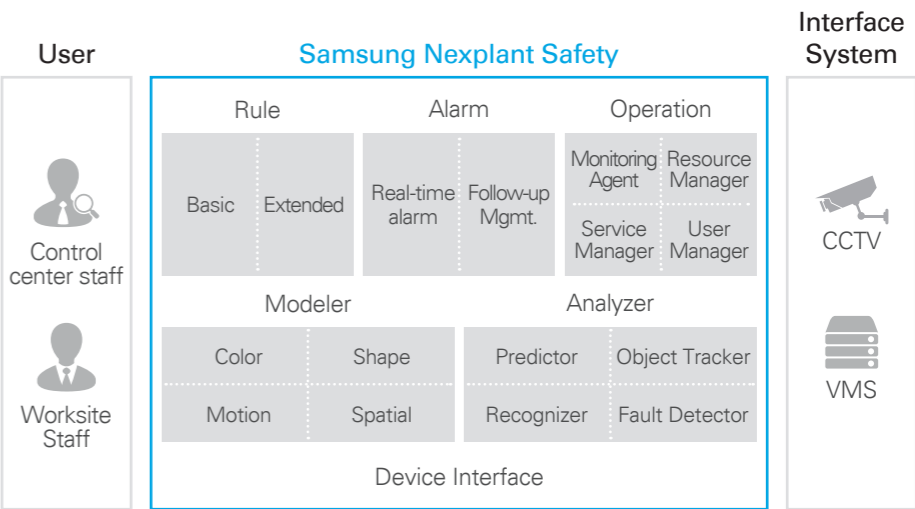 User
Samsung Nexplant Safety
Interface
System
Control
center staff
Worksite
Staff
Rule
Basic
Extended
Alarm
Real-time
alarm
Follow-up
Mgmt.
Operation
Monitoring
Agent
Resource
Manager
Service
Manager
User
Manager
Modeler
Color
Shape
Motion
Spatial
Analyzer
Predictor
Object Tracker
Recognizer
Fault Detector
Device Interface
CCTV
VMS